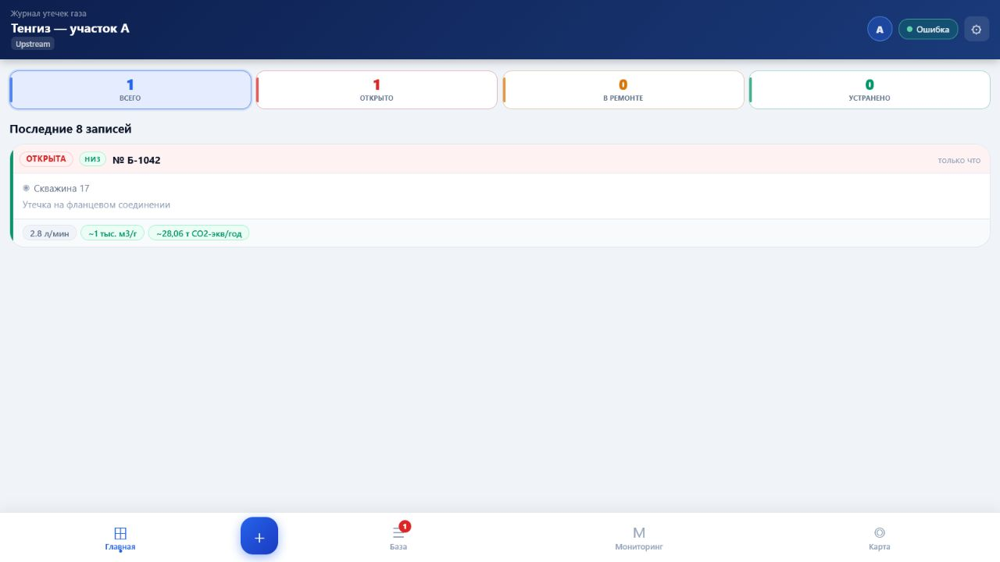 Журнал утечек газа
Тенгиз — участок А
Upstream
А
Ошибка
1
ВСЕГО
1
ОТКРЫТО
0
В РЕМОНТЕ
0
УСТРАНЕНО
Последние 8 записей
ОТКРЫТА НИЗ № Б-1042 только что
Скважина 17
Утечка на фланцевом соединении
2.8 л/мин ~1 тыс. м3/г ~28,06 т CO2-экв/год
Главная
+
1
База
М
Мониторинг
Карта